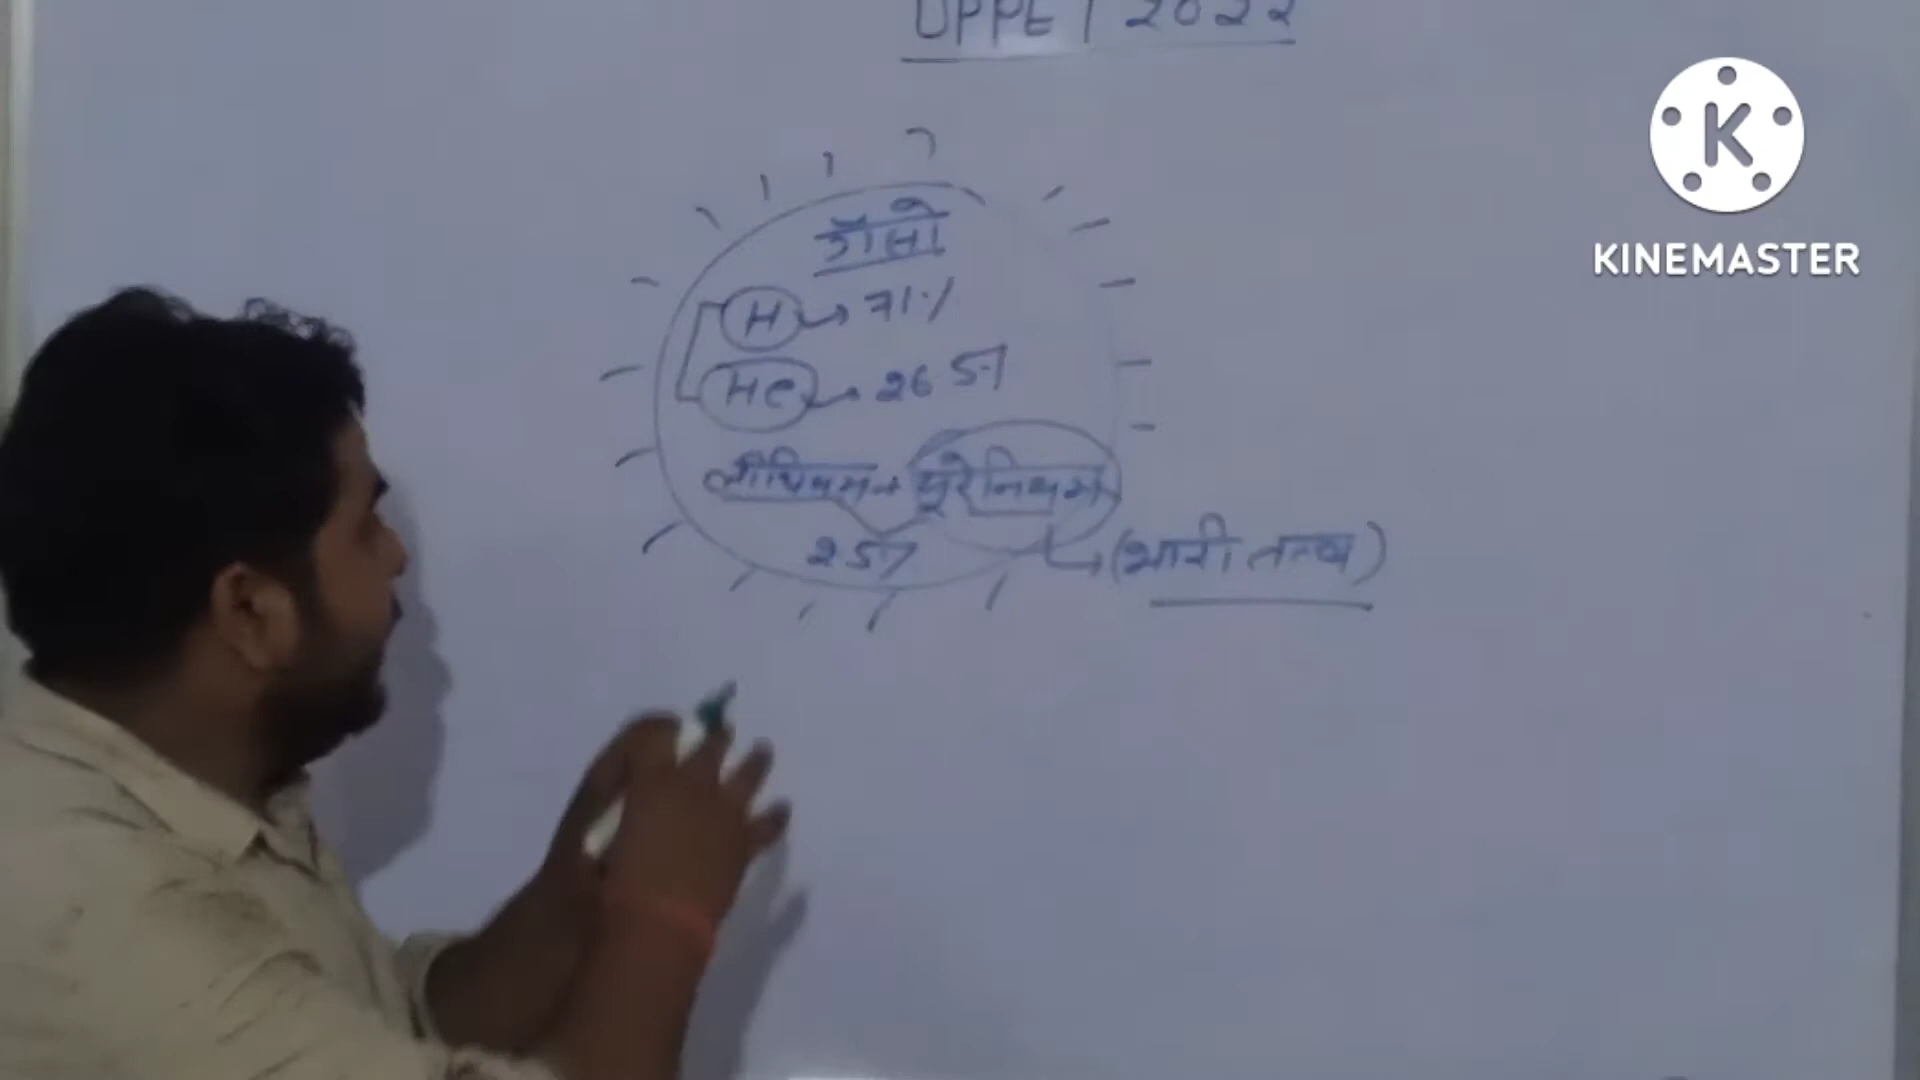 UPPET 2022
K
KINEMASTER
डॉसो
H → 71%
He → 26.5%
लीथियम + यूरेनियम
2.5%
(भारी तत्व)